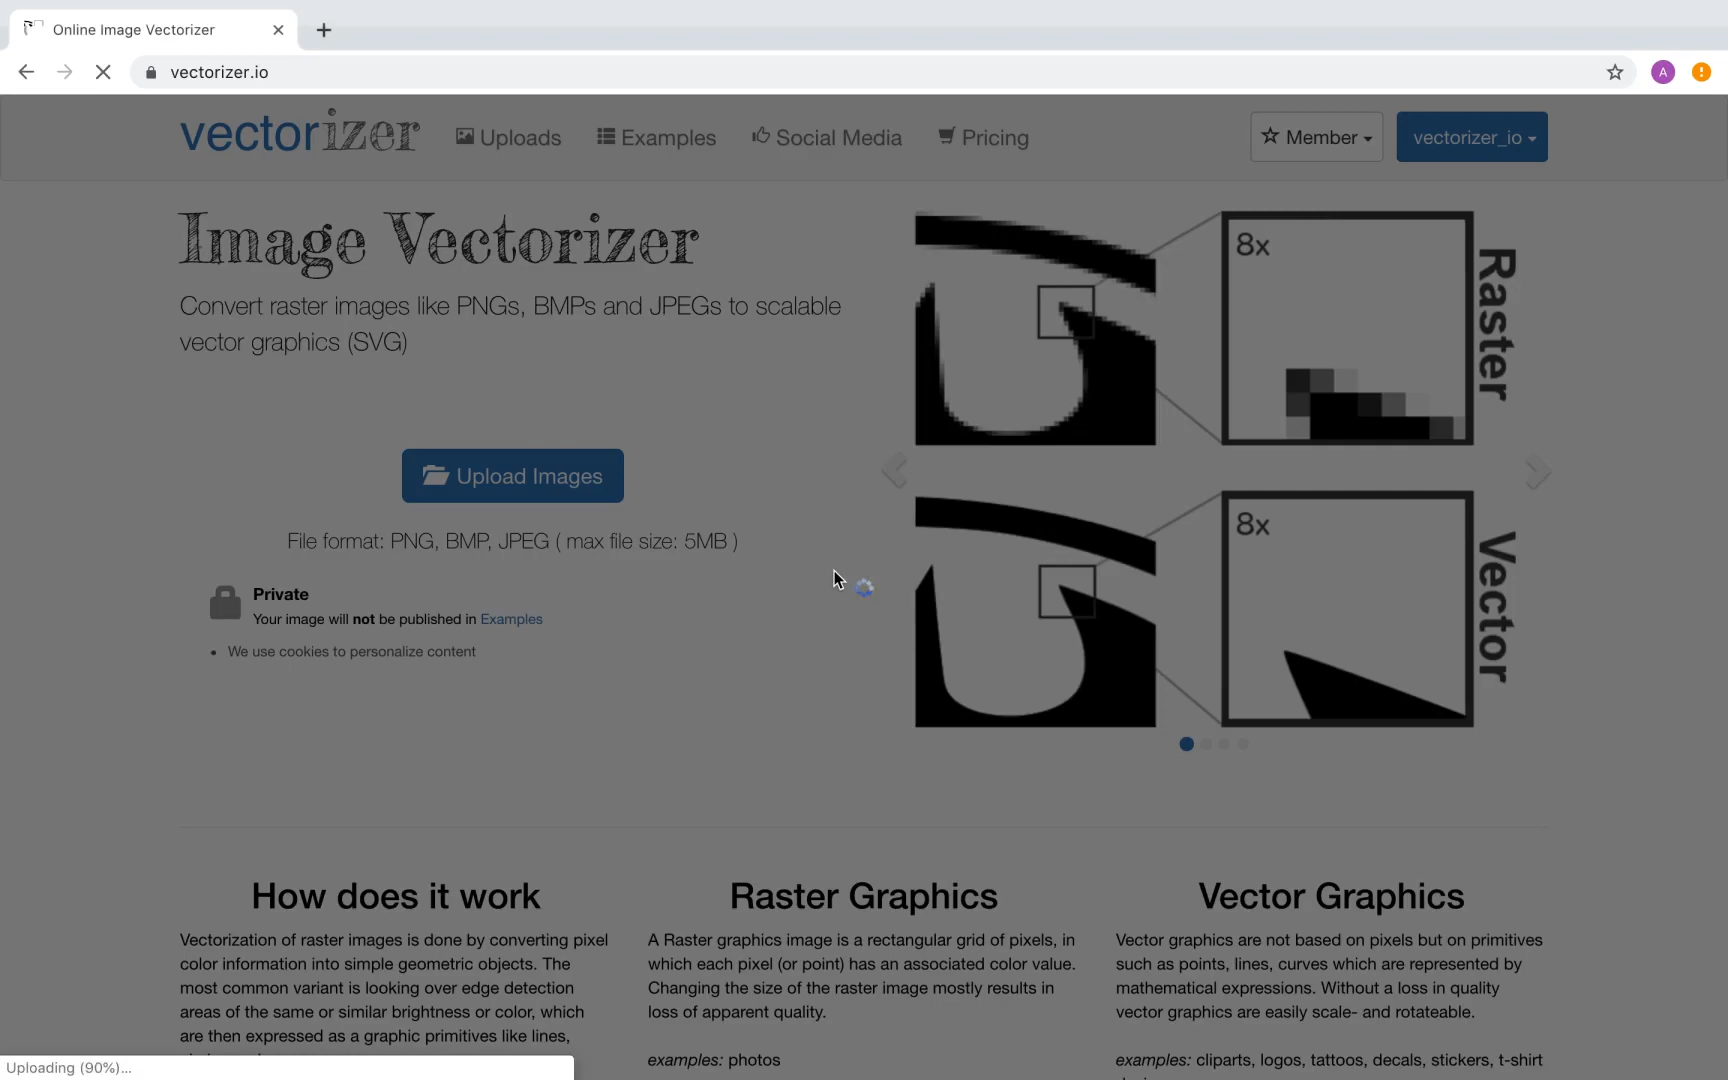 Online Image Vectorizer
vectorizer.io
A
vectorizer
Uploads
Examples
Social Media
Pricing
Member
vectorizer_io
Image Vectorizer
Convert raster images like PNGs, BMPs and JPEGs to scalable
vector graphics (SVG)
Upload Images
File format: PNG, BMP, JPEG ( max file size: 5MB )
Private
Your image will not be published in Examples
• We use cookies to personalize content
8x
Raster
8x
Vector
How does it work
Vectorization of raster images is done by converting pixel
color information into simple geometric objects. The
most common variant is looking over edge detection
areas of the same or similar brightness or color, which
are then expressed as a graphic primitives like lines,
Raster Graphics
A Raster graphics image is a rectangular grid of pixels, in
which each pixel (or point) has an associated color value.
Changing the size of the raster image mostly results in
loss of apparent quality.
examples: photos
Vector Graphics
Vector graphics are not based on pixels but on primitives
such as points, lines, curves which are represented by
mathematical expressions. Without a loss in quality
vector graphics are easily scale- and rotateable.
examples: cliparts, logos, tattoos, decals, stickers, t-shirt
Uploading (90%)...